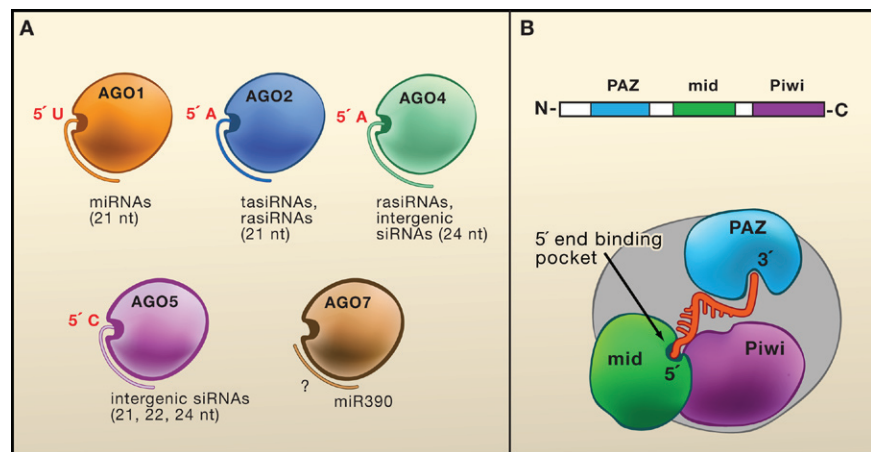 A
AGO1
5´ U
miRNAs
(21 nt)
AGO2
5´ A
tasiRNAs,
rasiRNAs
(21 nt)
AGO4
5´ A
rasiRNAs,
intergenic
siRNAs (24 nt)
AGO5
5´ C
intergenic siRNAs
(21, 22, 24 nt)
AGO7
?
miR390
B
PAZ mid Piwi
N- -C
5´ end binding
pocket
PAZ
3´
mid
5´
Piwi